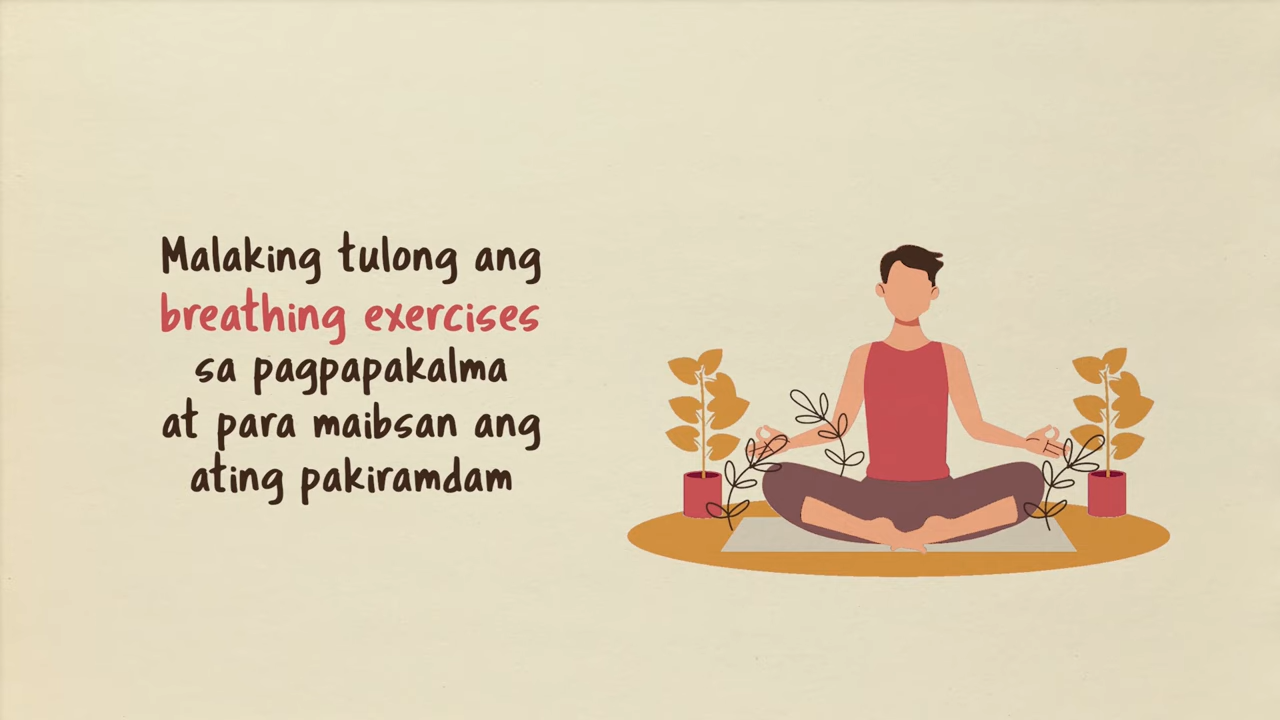 Malaking tulong ang
breathing exercises
sa pagpapakalma
at para maibsan ang
ating pakiramdam